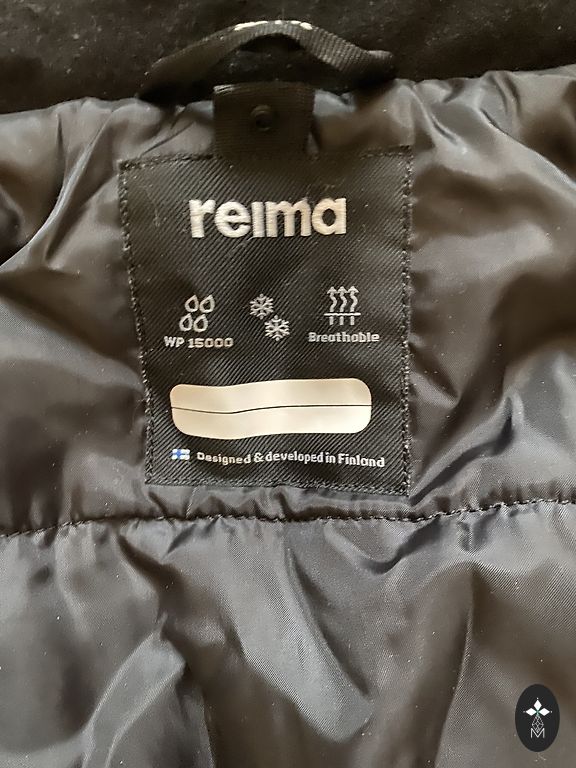 reima
WP 15000
Breathable
Designed & developed in Finland
M